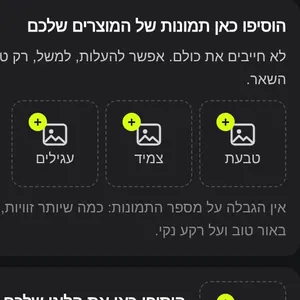 הוסיפו כאן תמונות של המוצרים שלכם
לא חייבים את כולם. אפשר להעלות, למשל, רק
השאר.
טבעת
צמיד
עגילים
אין הגבלה על מספר התמונות: כמה שיותר זוויות,
באור טוב ועל רקע נקי.